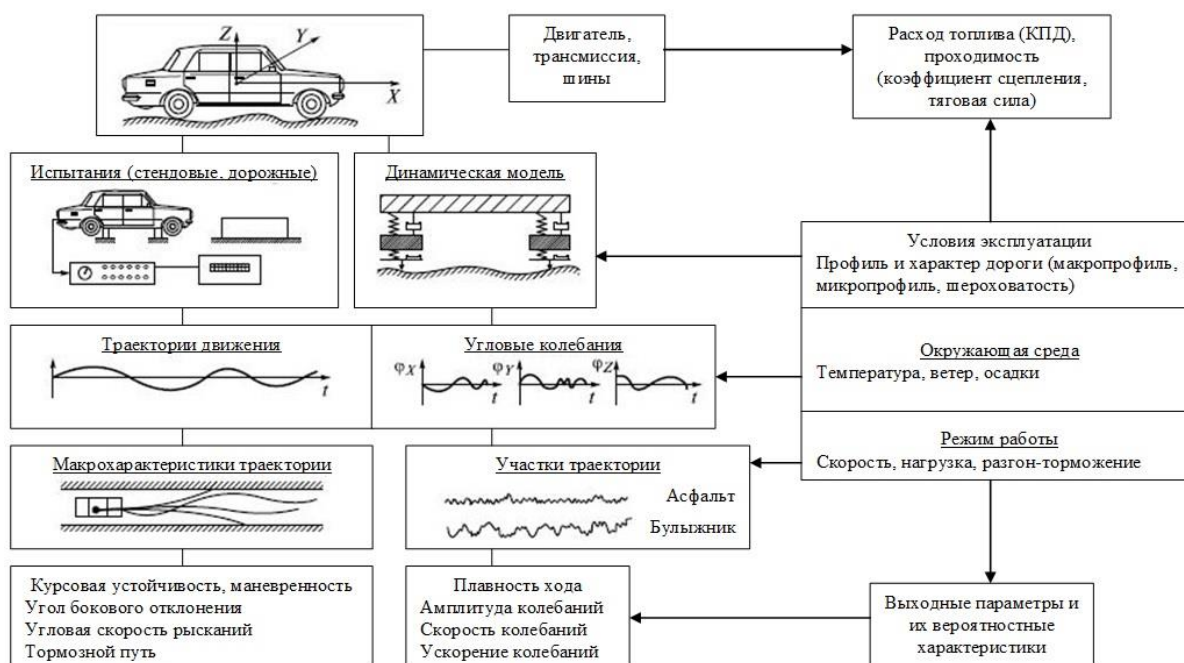 Z
Y
X
Двигатель,
трансмиссия,
шины
Расход топлива (КПД),
проходимость
(коэффициент сцепления,
тяговая сила)
Испытания (стендовые, дорожные)
Динамическая модель
Условия эксплуатации
Профиль и характер дороги (макропрофиль,
микропрофиль, шероховатость)
Траектории движения
t
Угловые колебания
φX
t
φY
t
φZ
t
Окружающая среда
Температура, ветер, осадки
Режим работы
Скорость, нагрузка, разгон-торможение
Макрохарактеристики траектории
Участки траектории
Асфальт
Булыжник
Курсовая устойчивость, маневренность
Угол бокового отклонения
Угловая скорость рысканий
Тормозной путь
Плавность хода
Амплитуда колебаний
Скорость колебаний
Ускорение колебаний
Выходные параметры и
их вероятностные
характеристики